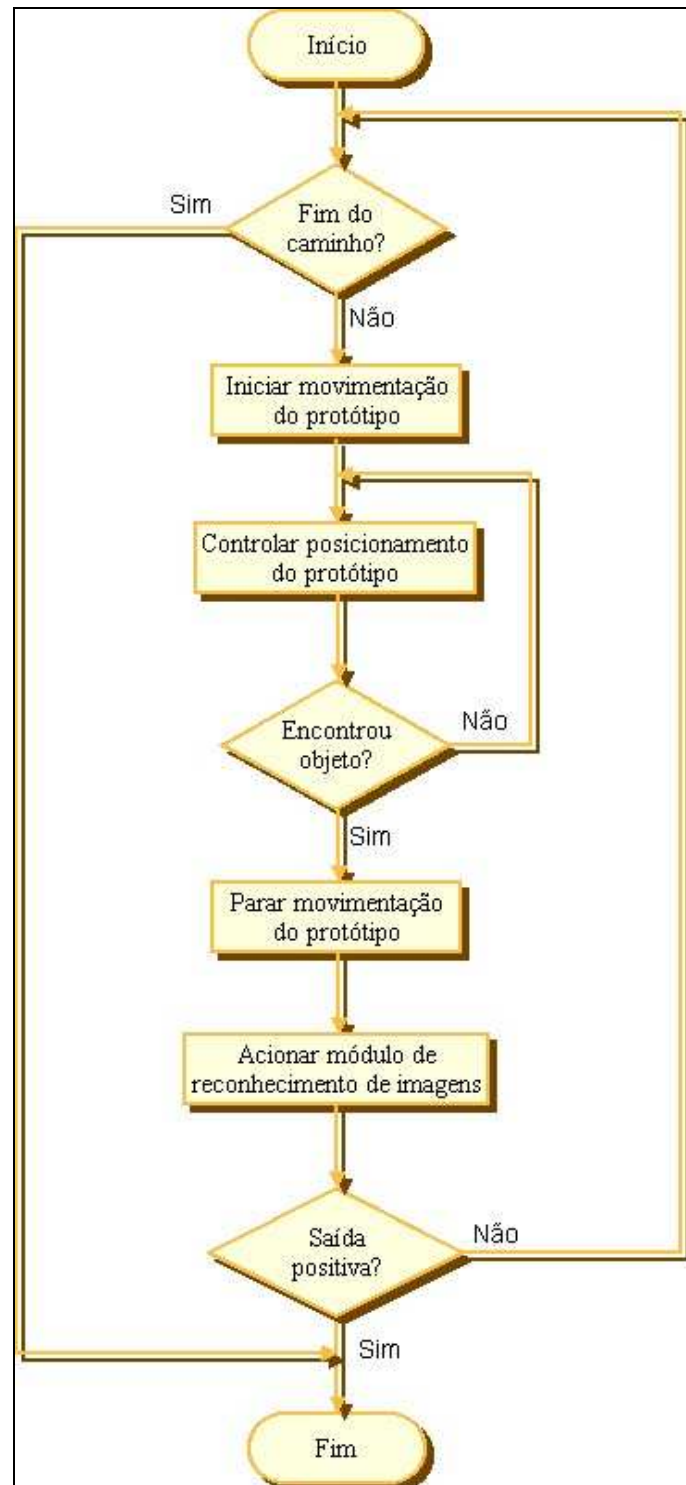 Início
Sim
Fim do
caminho?
Não
Iniciar movimentação
do protótipo
Controlar posicionamento
do protótipo
Encontrou
objeto?
Não
Sim
Parar movimentação
do protótipo
Acionar módulo de
reconhecimento de imagens
Saída
positiva?
Não
Sim
Fim